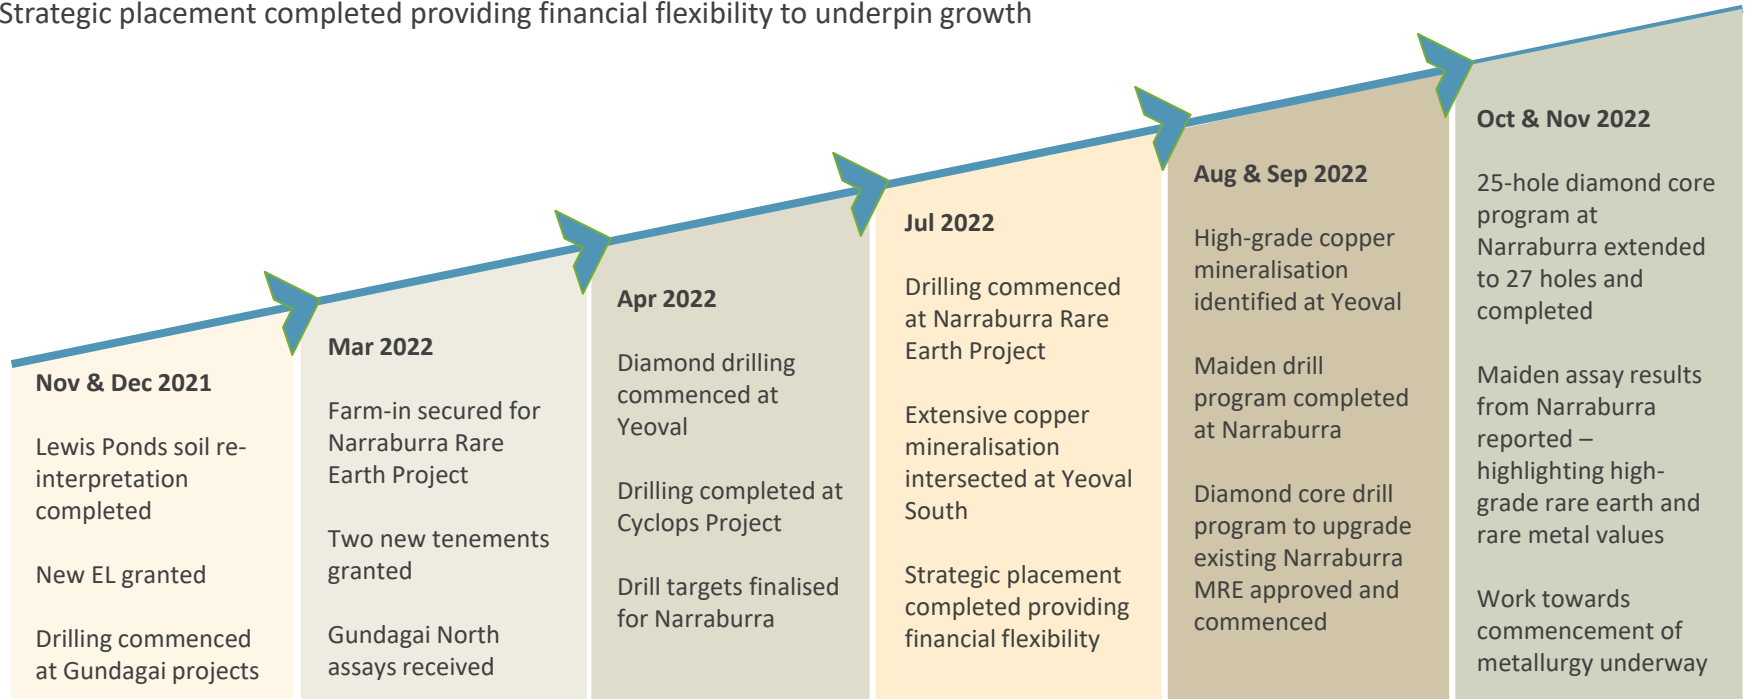 Strategic placement completed providing financial flexibility to underpin growth
Nov & Dec 2021
Lewis Ponds soil re-
interpretation
completed
New EL granted
Drilling commenced
at Gundagai projects
Mar 2022
Farm-in secured for
Narraburra Rare
Earth Project
Two new tenements
granted
Gundagai North
assays received
Apr 2022
Diamond drilling
commenced at
Yeoval
Drilling completed at
Cyclops Project
Drill targets finalised
for Narraburra
Jul 2022
Drilling commenced
at Narraburra Rare
Earth Project
Extensive copper
mineralisation
intersected at Yeoval
South
Strategic placement
completed providing
financial flexibility
Aug & Sep 2022
High-grade copper
mineralisation
identified at Yeoval
Maiden drill
program completed
at Narraburra
Diamond core drill
program to upgrade
existing Narraburra
MRE approved and
commenced
Oct & Nov 2022
25-hole diamond core
program at
Narraburra extended
to 27 holes and
completed
Maiden assay results
from Narraburra
reported –
highlighting high-
grade rare earth and
rare metal values
Work towards
commencement of
metallurgy underway